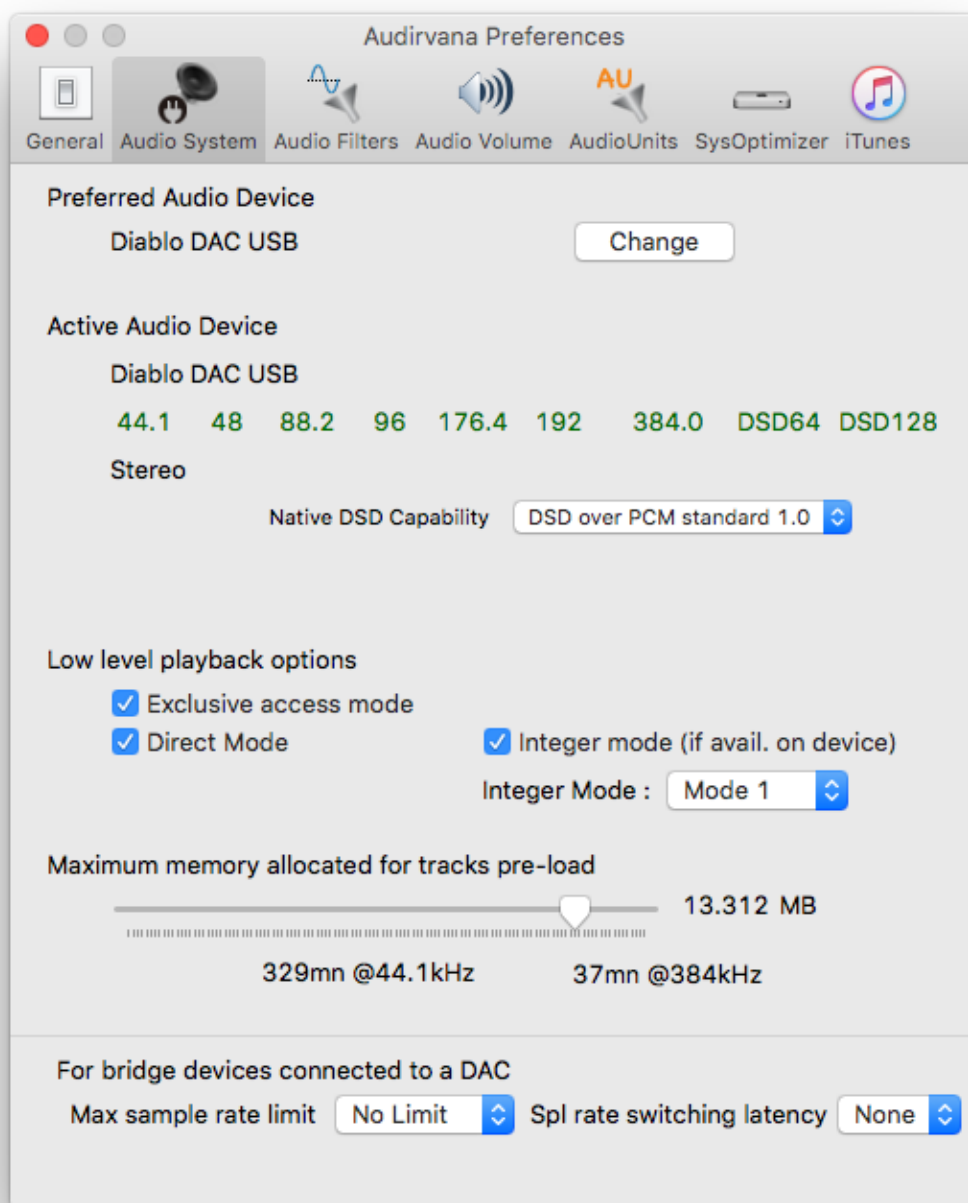 Audirvana Preferences
AU
General Audio System Audio Filters Audio Volume AudioUnits SysOptimizer iTunes
Preferred Audio Device
Diablo DAC USB Change
Active Audio Device
Diablo DAC USB
44.1 48 88.2 96 176.4 192 384.0 DSD64 DSD128
Stereo
Native DSD Capability DSD over PCM standard 1.0
Low level playback options
Exclusive access mode
Direct Mode Integer mode (if avail. on device)
Integer Mode : Mode 1
Maximum memory allocated for tracks pre-load
13.312 MB
329mn @44.1kHz 37mn @384kHz
For bridge devices connected to a DAC
Max sample rate limit No Limit Spl rate switching latency None